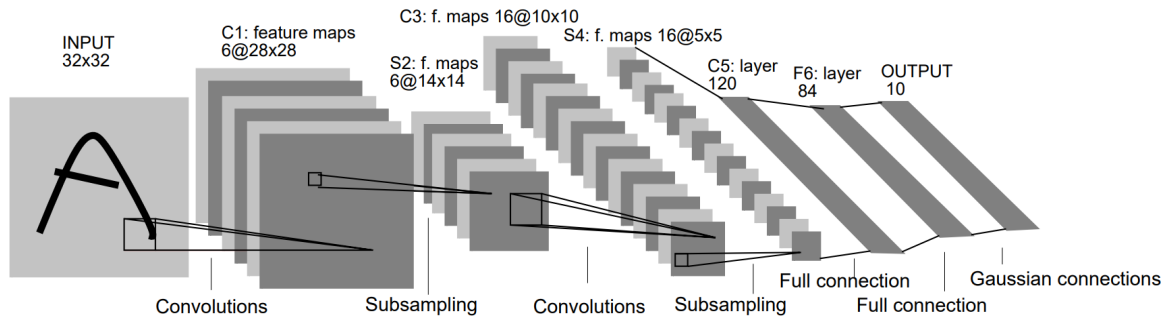 INPUT
32x32
C1: feature maps
6@28x28
S2: f. maps
6@14x14
C3: f. maps 16@10x10
S4: f. maps 16@5x5
C5: layer
120
F6: layer
84
OUTPUT
10
Convolutions
Subsampling
Convolutions
Subsampling
Full connection
Full connection
Gaussian connections